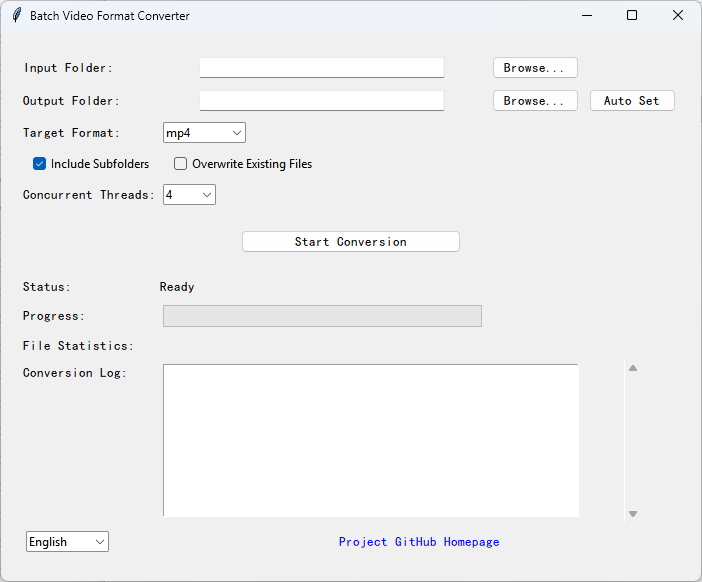 Batch Video Format Converter
Input Folder: Browse...
Output Folder: Browse... Auto Set
Target Format: mp4
Include Subfolders Overwrite Existing Files
Concurrent Threads: 4
Start Conversion
Status: Ready
Progress:
File Statistics:
Conversion Log:
English Project GitHub Homepage